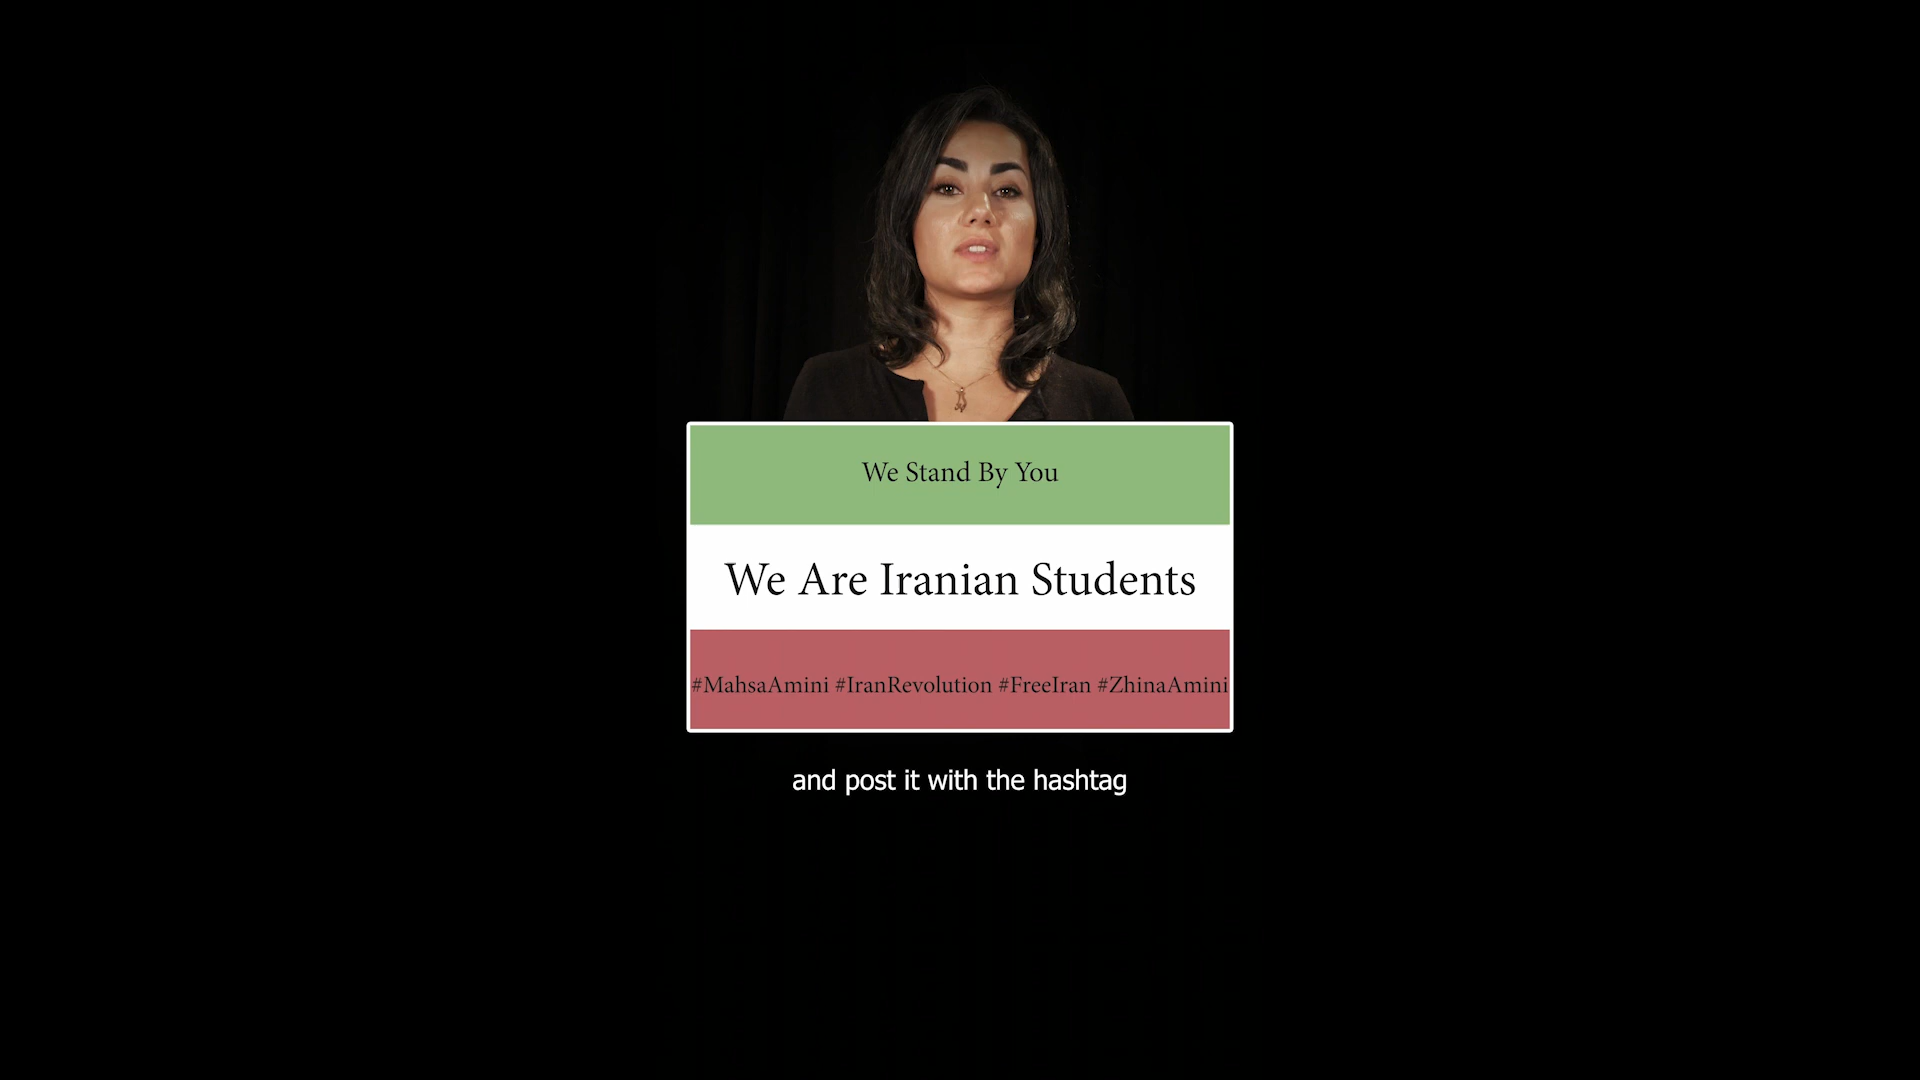 We Stand By You
We Are Iranian Students
#MahsaAmini #IranRevolution #FreeIran #ZhinaAmini
and post it with the hashtag